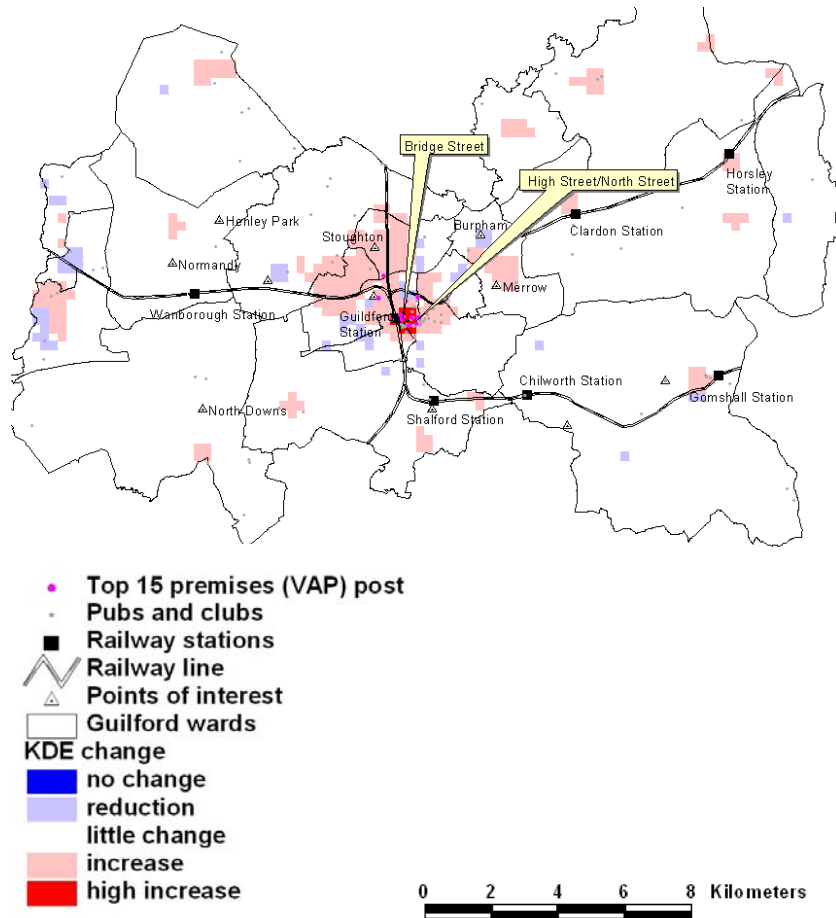 Bridge Street
High Street/North Street
Horsley
Station
Henley Park
Burpham
Stoughton
Clardon Station
Normandy
Merrow
Wanborough Station
Guildford
Station
Chilworth Station
Gomshall Station
North Downs
Shalford Station
Top 15 premises (VAP) post
Pubs and clubs
Railway stations
Railway line
Points of interest
Guilford wards
KDE change
no change
reduction
little change
increase
high increase
0 2 4 6 8 Kilometers